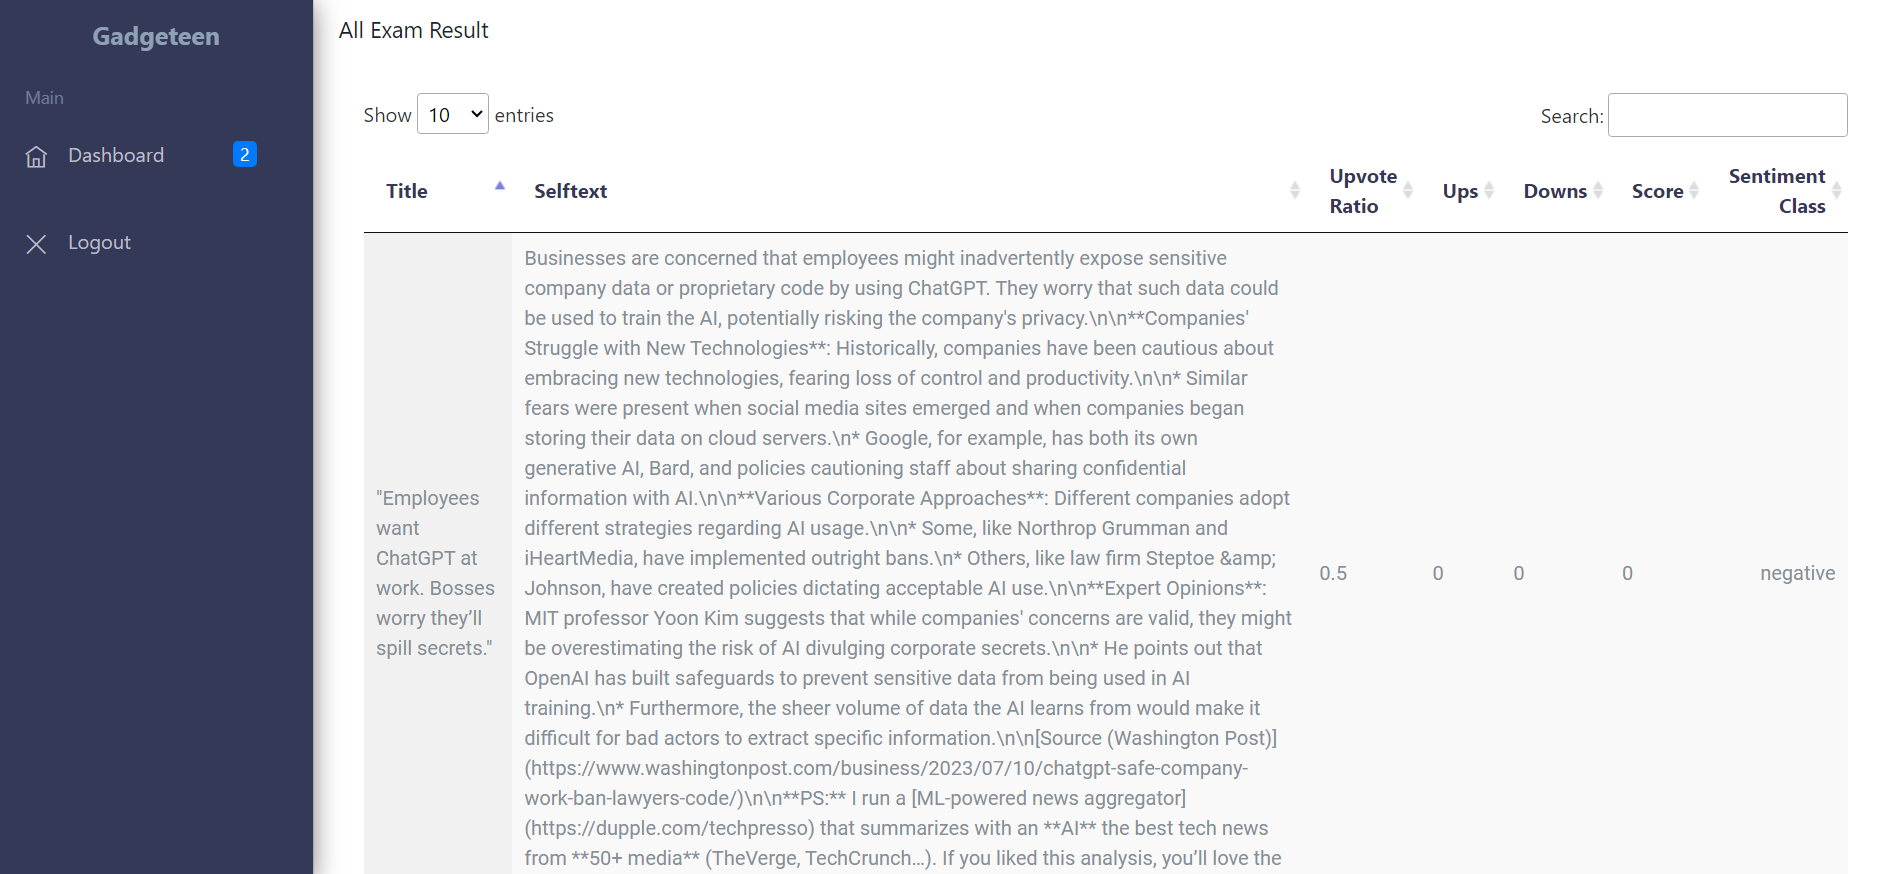 Gadgeteen
Main
Dashboard 2
Logout
All Exam Result
Show 10 entries
Search:
Title Selftext Upvote Ratio Ups Downs Score Sentiment Class
"Employees
want
ChatGPT at
work. Bosses
worry they’ll
spill secrets."
Businesses are concerned that employees might inadvertently expose sensitive
company data or proprietary code by using ChatGPT. They worry that such data could
be used to train the AI, potentially risking the company's privacy.\n\n**Companies'
Struggle with New Technologies**: Historically, companies have been cautious about
embracing new technologies, fearing loss of control and productivity.\n\n* Similar
fears were present when social media sites emerged and when companies began
storing their data on cloud servers.\n* Google, for example, has both its own
generative AI, Bard, and policies cautioning staff about sharing confidential
information with AI.\n\n**Various Corporate Approaches**: Different companies adopt
different strategies regarding AI usage.\n\n* Some, like Northrop Grumman and
iHeartMedia, have implemented outright bans.\n* Others, like law firm Steptoe &amp;
Johnson, have created policies dictating acceptable AI use.\n\n**Expert Opinions**:
MIT professor Yoon Kim suggests that while companies' concerns are valid, they might
be overestimating the risk of AI divulging corporate secrets.\n\n* He points out that
OpenAI has built safeguards to prevent sensitive data from being used in AI
training.\n* Furthermore, the sheer volume of data the AI learns from would make it
difficult for bad actors to extract specific information.\n\n[Source (Washington Post)]
(https://www.washingtonpost.com/business/2023/07/10/chatgpt-safe-company-
work-ban-lawyers-code/)\n\n**PS:** I run a [ML-powered news aggregator]
(https://dupple.com/techpresso) that summarizes with an **AI** the best tech news
from **50+ media** (TheVerge, TechCrunch…). If you liked this analysis, you’ll love the
0.5 0 0 0 negative